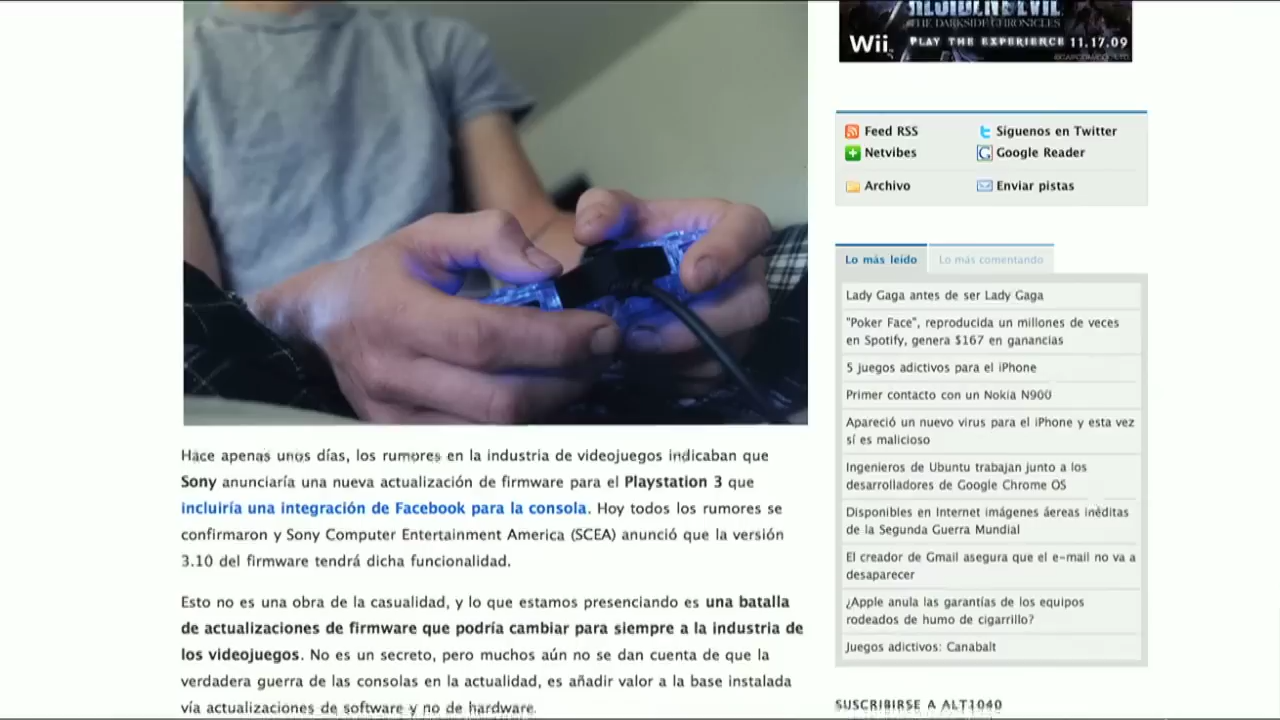 RESIDENT EVIL
THE DARKSIDE CHRONICLES
Wii PLAY THE EXPERIENCE 11.17.09
Feed RSS
Síguenos en Twitter
Netvibes
Google Reader
Archivo
Enviar pistas
Lo más leído
Lo más comentando
Lady Gaga antes de ser Lady Gaga
"Poker Face", reproducida un millones de veces
en Spotify, genera $167 en ganancias
5 juegos adictivos para el iPhone
Primer contacto con un Nokia N900
Apareció un nuevo virus para el iPhone y esta vez
sí es malicioso
Ingenieros de Ubuntu trabajan junto a los
desarrolladores de Google Chrome OS
Disponibles en Internet imágenes áereas inéditas
de la Segunda Guerra Mundial
El creador de Gmail asegura que el e-mail no va a
desaparecer
¿Apple anula las garantías de los equipos
rodeados de humo de cigarrillo?
Juegos adictivos: Canabalt
SUSCRIBIRSE A ALT1040
Hace apenas unos días, los rumores en la industria de videojuegos indicaban que
Sony anunciaría una nueva actualización de firmware para el Playstation 3 que
incluiría una integración de Facebook para la consola. Hoy todos los rumores se
confirmaron y Sony Computer Entertainment America (SCEA) anunció que la versión
3.10 del firmware tendrá dicha funcionalidad.
Esto no es una obra de la casualidad, y lo que estamos presenciando es una batalla
de actualizaciones de firmware que podría cambiar para siempre a la industria de
los videojuegos. No es un secreto, pero muchos aún no se dan cuenta de que la
verdadera guerra de las consolas en la actualidad, es añadir valor a la base instalada
vía actualizaciones de software y no de hardware.